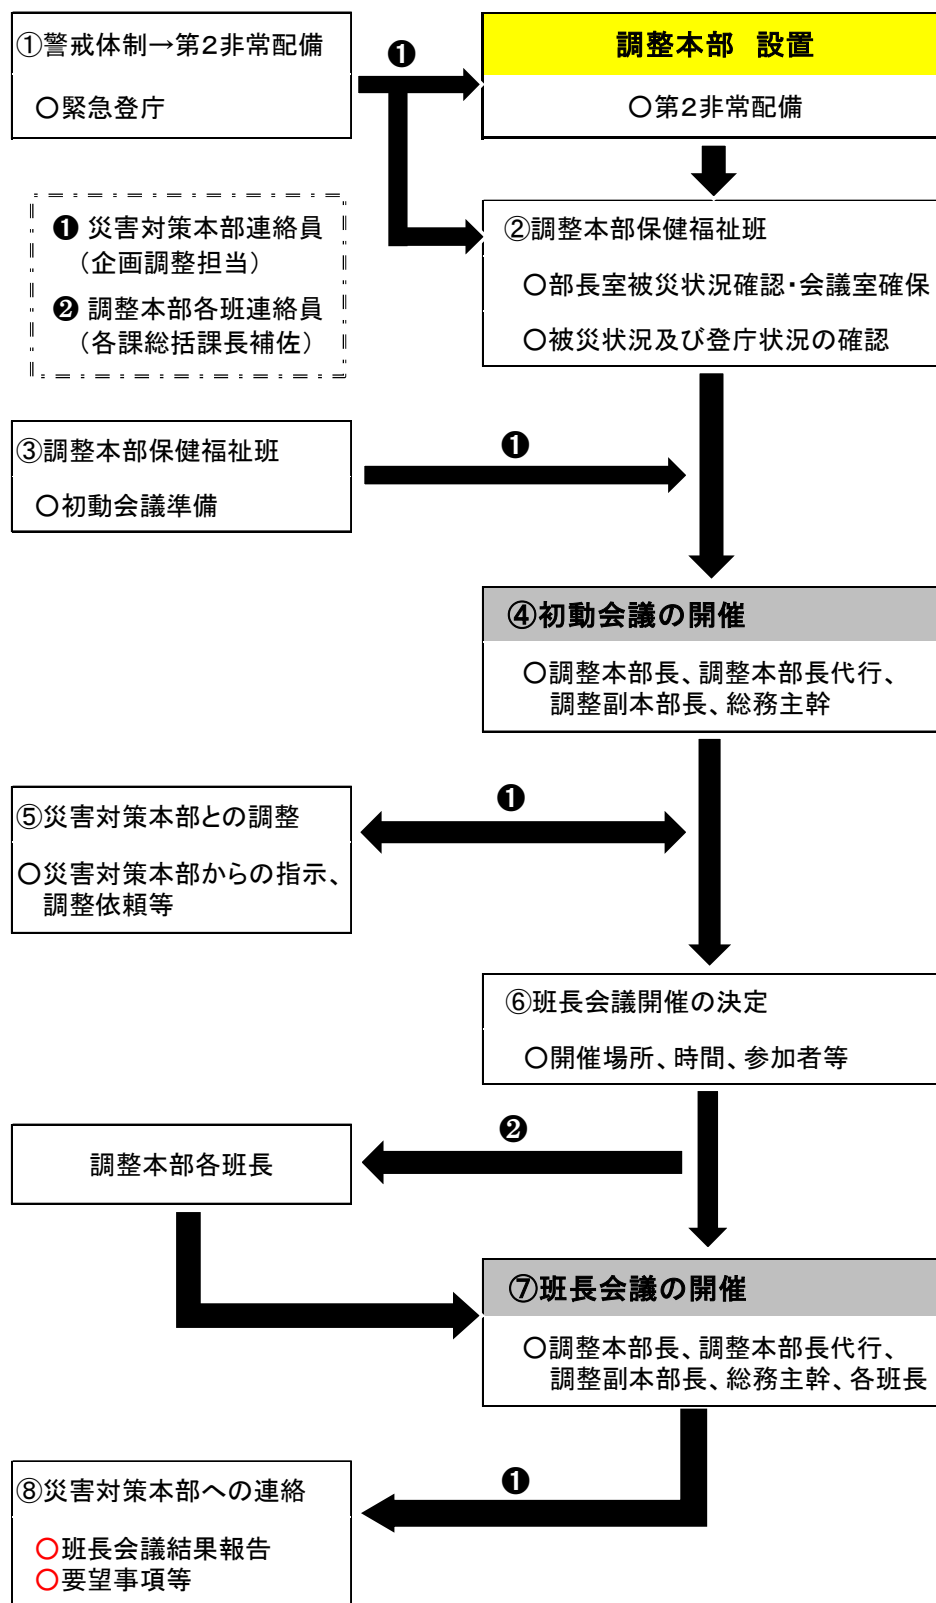 ①警戒体制→第2非常配備
○緊急登庁
❶
調整本部 設置
○第2非常配備
❶ 災害対策本部連絡員
（企画調整担当）
❷ 調整本部各班連絡員
（各課総括課長補佐）
②調整本部保健福祉班
○部長室被災状況確認・会議室確保
○被災状況及び登庁状況の確認
③調整本部保健福祉班
○初動会議準備
❶
④初動会議の開催
○調整本部長、調整本部長代行、
調整副本部長、総務主幹
⑤災害対策本部との調整
○災害対策本部からの指示、
調整依頼等
❶
⑥班長会議開催の決定
○開催場所、時間、参加者等
❷
調整本部各班長
⑦班長会議の開催
○調整本部長、調整本部長代行、
調整副本部長、総務主幹、各班長
⑧災害対策本部への連絡
○班長会議結果報告
○要望事項等
❶